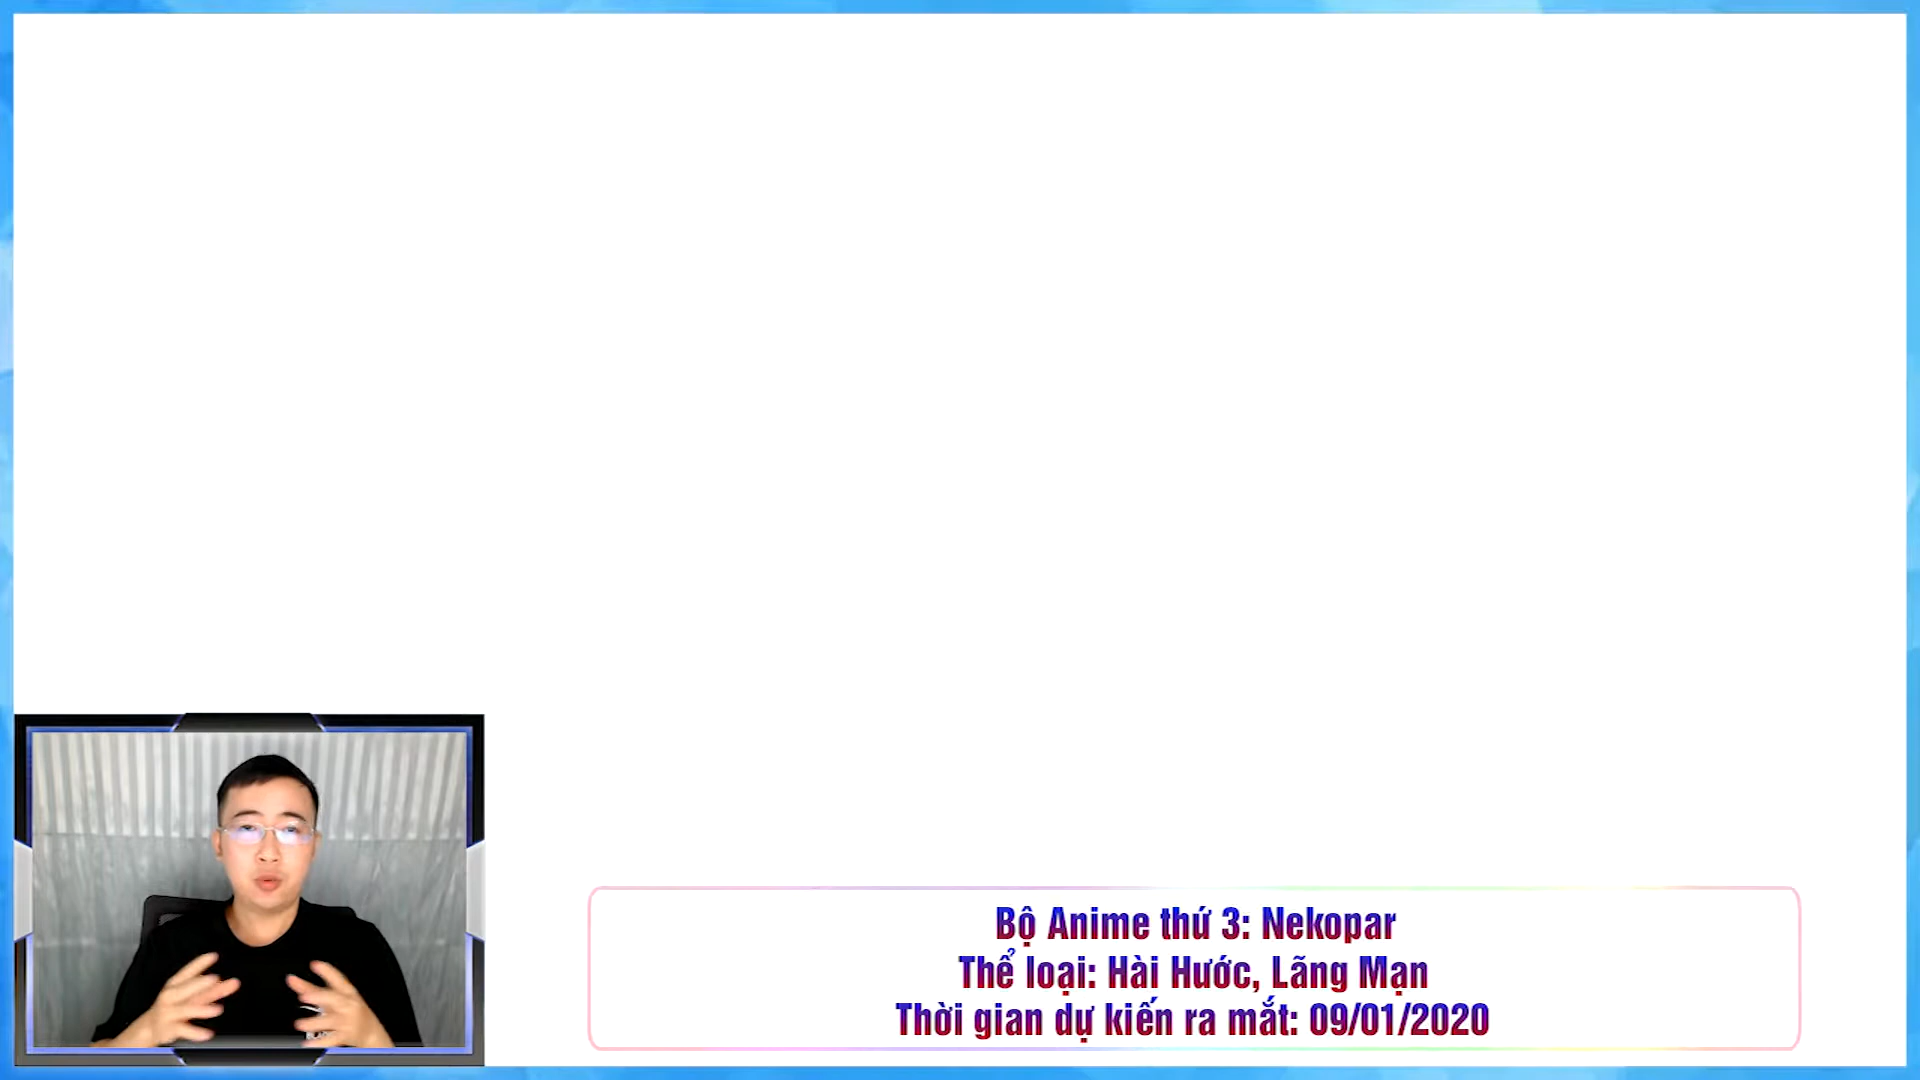 Bộ Anime thứ 3: Nekopar
Thể loại: Hài Hước, Lãng Mạn
Thời gian dự kiến ra mắt: 09/01/2020